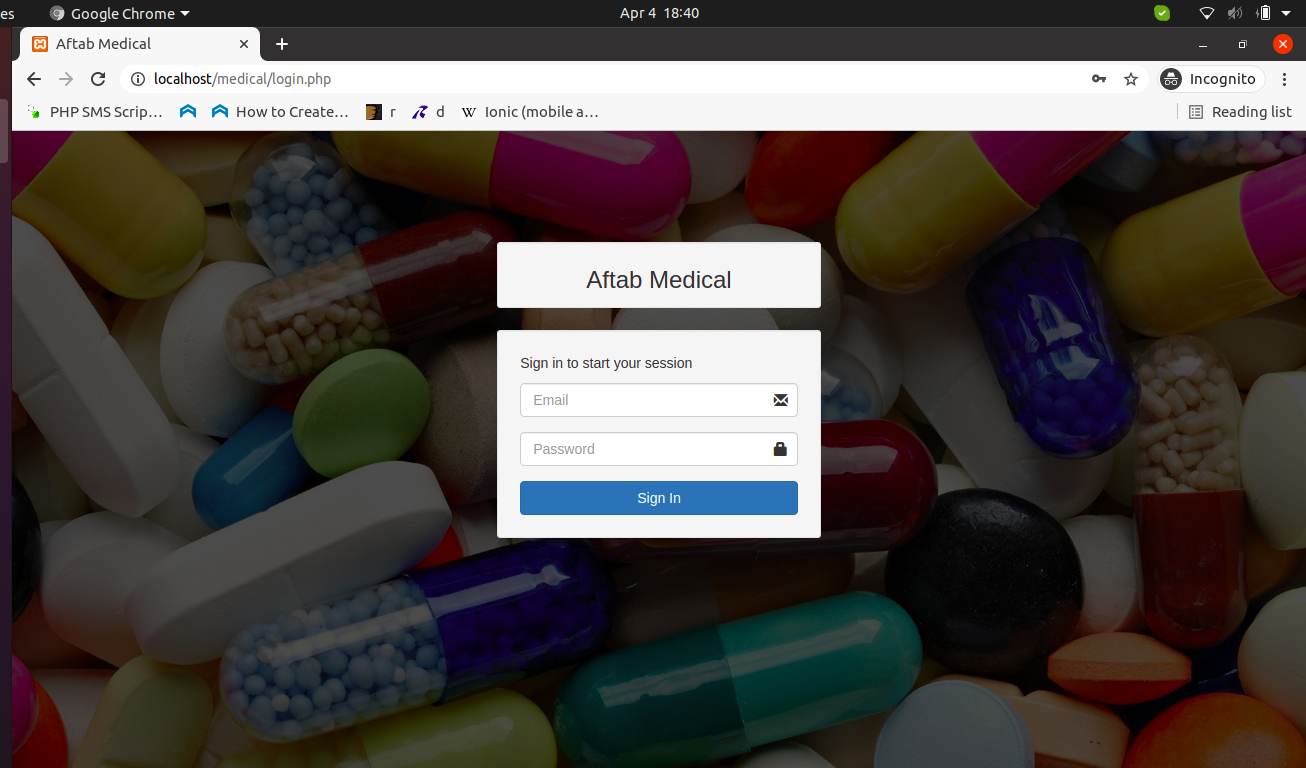 es Google Chrome Apr 4 18:40
Aftab Medical
localhost/medical/login.php Incognito
PHP SMS Scrip... How to Create... r d W Ionic (mobile a... Reading list
Aftab Medical
Sign in to start your session
Email
Password
Sign In